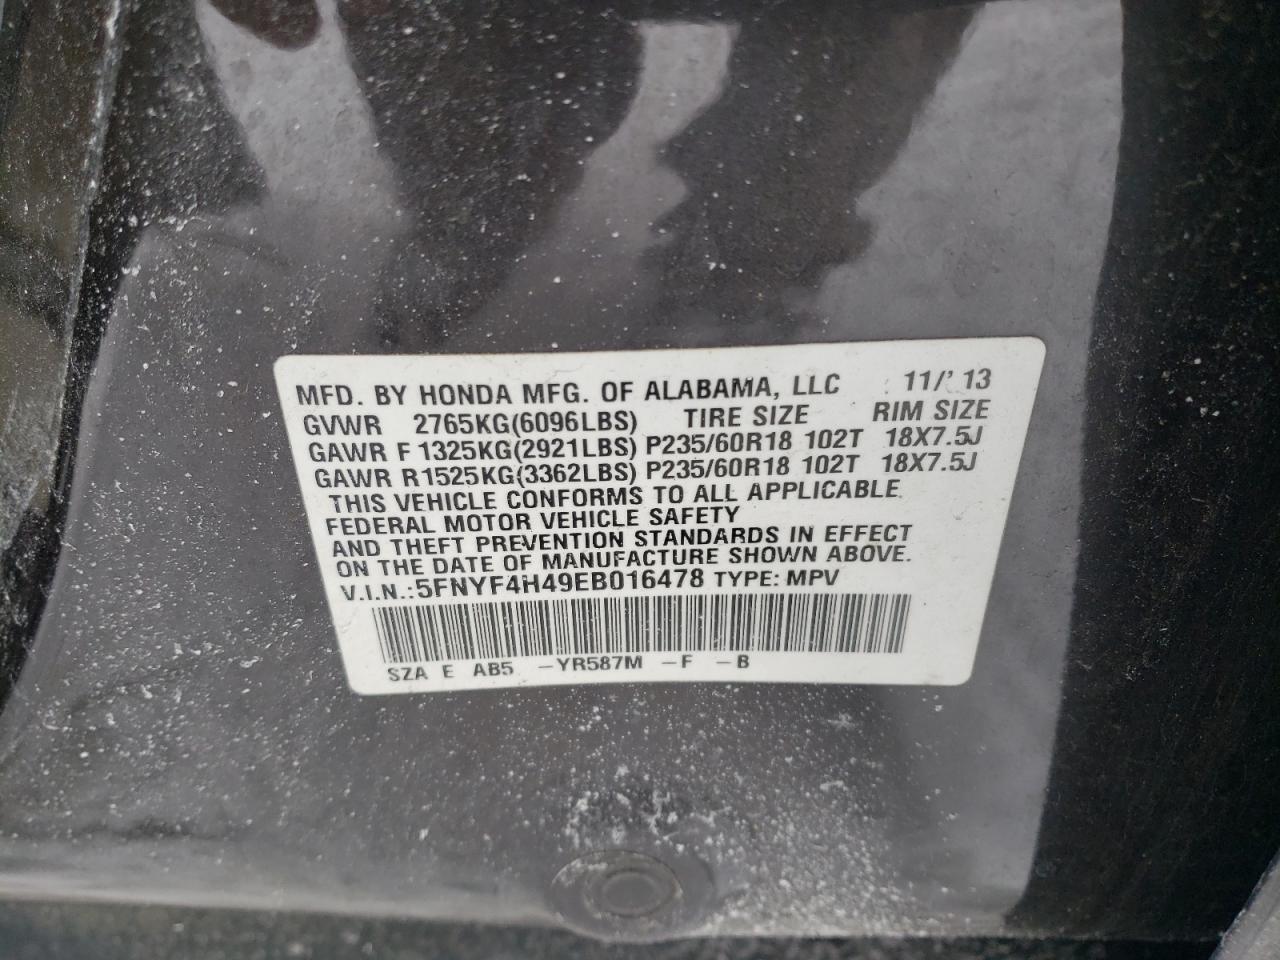 MFD. BY HONDA MFG. OF ALABAMA, LLC 11/'13
GVWR 2765KG(6096LBS) TIRE SIZE RIM SIZE
GAWR F 1325KG(2921LBS) P235/60R18 102T 18X7.5J
GAWR R 1525KG(3362LBS) P235/60R18 102T 18X7.5J
THIS VEHICLE CONFORMS TO ALL APPLICABLE
FEDERAL MOTOR VEHICLE SAFETY
AND THEFT PREVENTION STANDARDS IN EFFECT
ON THE DATE OF MANUFACTURE SHOWN ABOVE.
V.I.N.:5FNYF4H49EB016478 TYPE: MPV
SZA E AB5 -YR587M -F -B